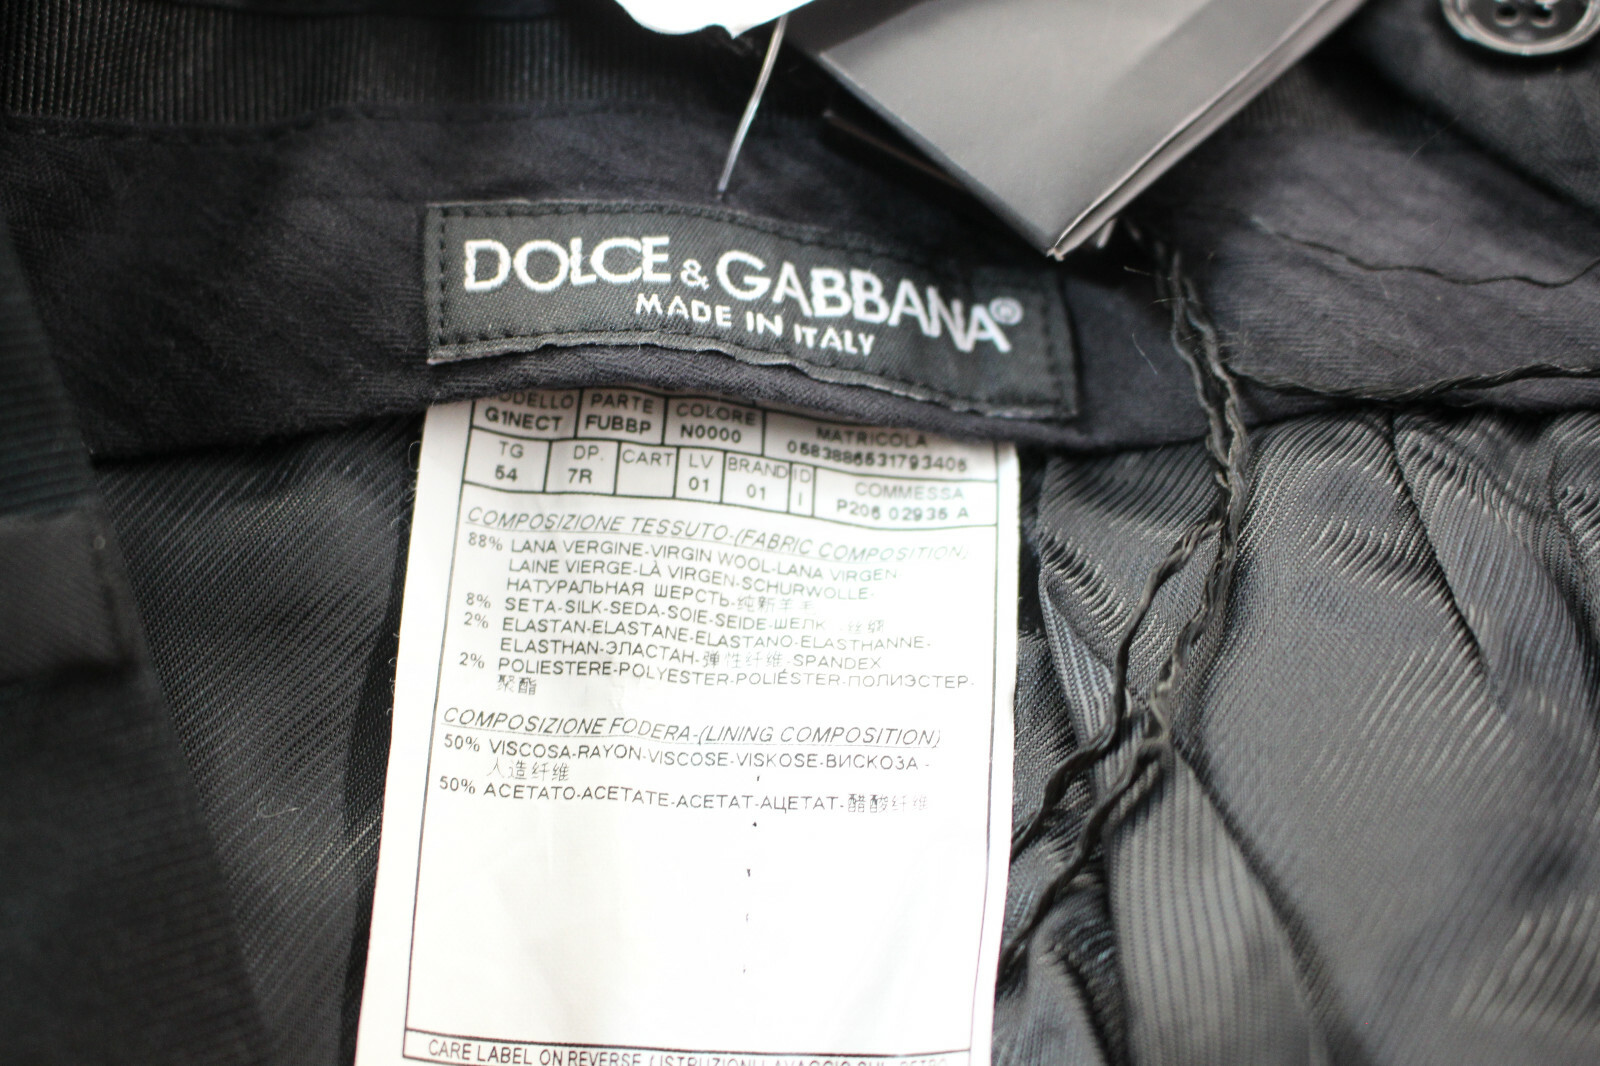 DOLCE & GABBANA®
MADE IN ITALY
PARTE COLORE MATRICOLA
G1NECT FUBBP N0000 0583886531793406
TG DP. CART LV BRAND ID COMMESSA
54 7R 01 01 I P206 02935 A
COMPOSIZIONE TESSUTO-(FABRIC COMPOSITION)
88% LANA VERGINE-VIRGIN WOOL-LANA VIRGEN
LAINE VIERGE-LÀ VIRGEN-SCHURWOLLE-
НАТУРАЛЬНАЯ ШЕРСТЬ-纯新羊毛
8% SETA-SILK-SEDA-SOIE-SEIDE-ШЕЛК-丝绸
2% ELASTAN-ELASTANE-ELASTANO-ELASTHANNE-
ELASTHAN-ЭЛАСТАН-弹性纤维-SPANDEX
2% POLIESTERE-POLYESTER-POLIÉSTER-ПОЛИЭСТЕР-
聚酯
COMPOSIZIONE FODERA-(LINING COMPOSITION)
50% VISCOSA-RAYON-VISCOSE-VISKOSE-ВИСКОЗА-
人造纤维
50% ACETATO-ACETATE-ACETAT-АЦЕТАТ-醋酸纤维
CARE LABEL ON REVERSE